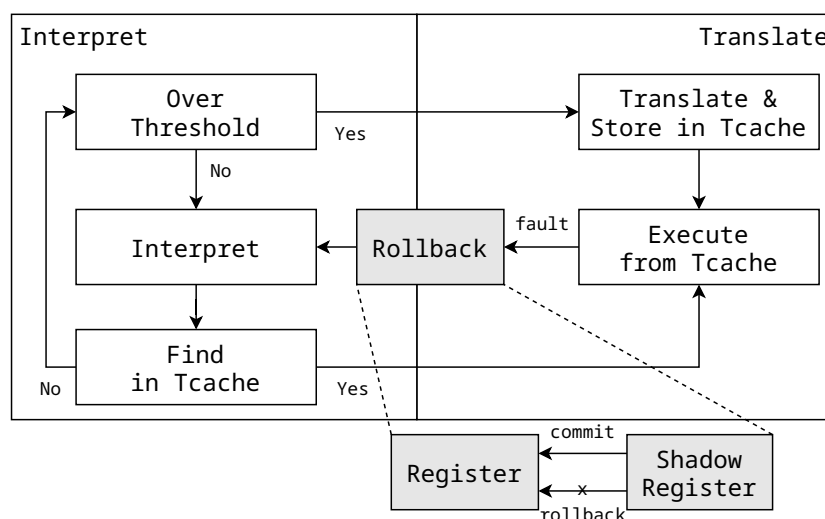 Interpret
Translate
Over
Threshold
Yes
Translate &
Store in Tcache
No
Interpret
Rollback
fault
Execute
from Tcache
Find
in Tcache
No
Yes
commit
Register
Shadow
Register
x
rollback